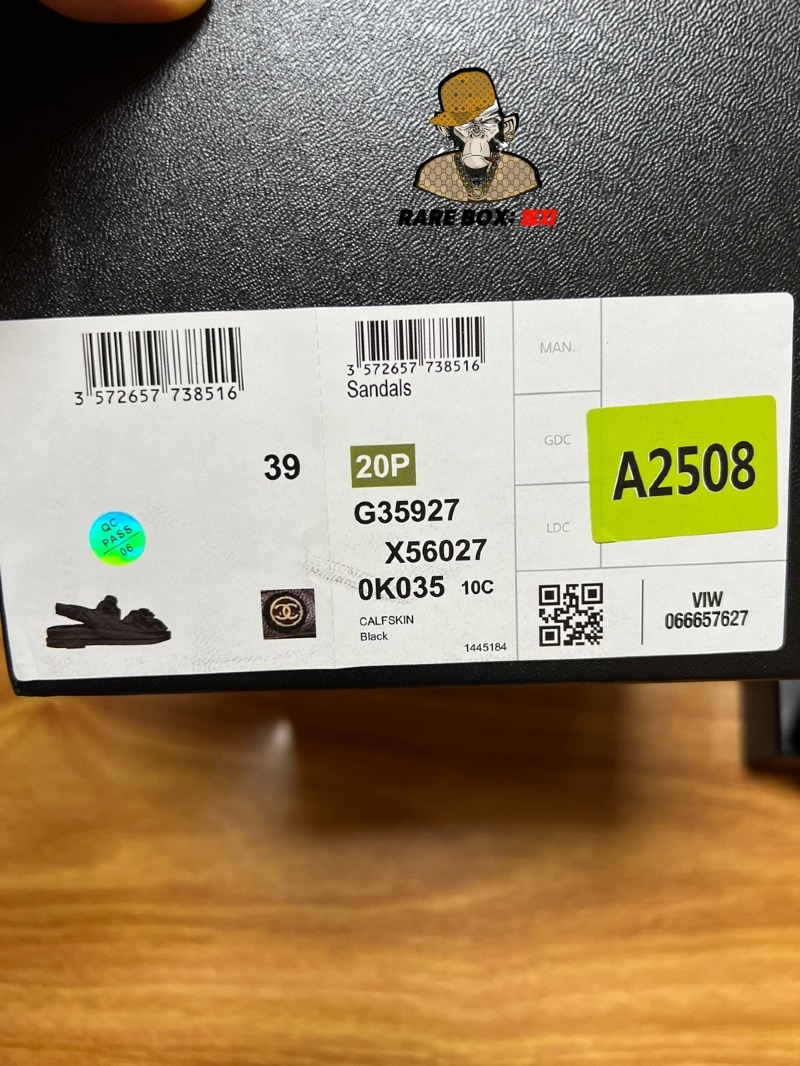 RARE BOX:
3 572657 738516
39
QC
PASS
06
3 572657 738516
Sandals
20P
G35927
X56027
0K035 10C
CALFSKIN
Black
1445184
MAN.
GDC
LDC
A2508
VIW
066657627